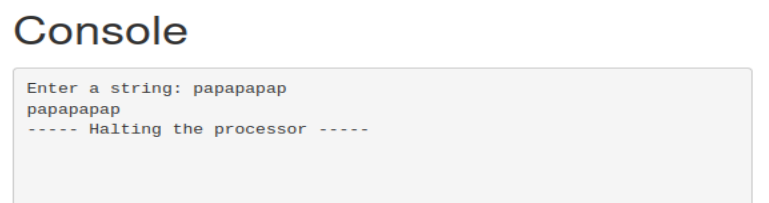 Console
Enter a string: papapapap
papapapap
----- Halting the processor -----